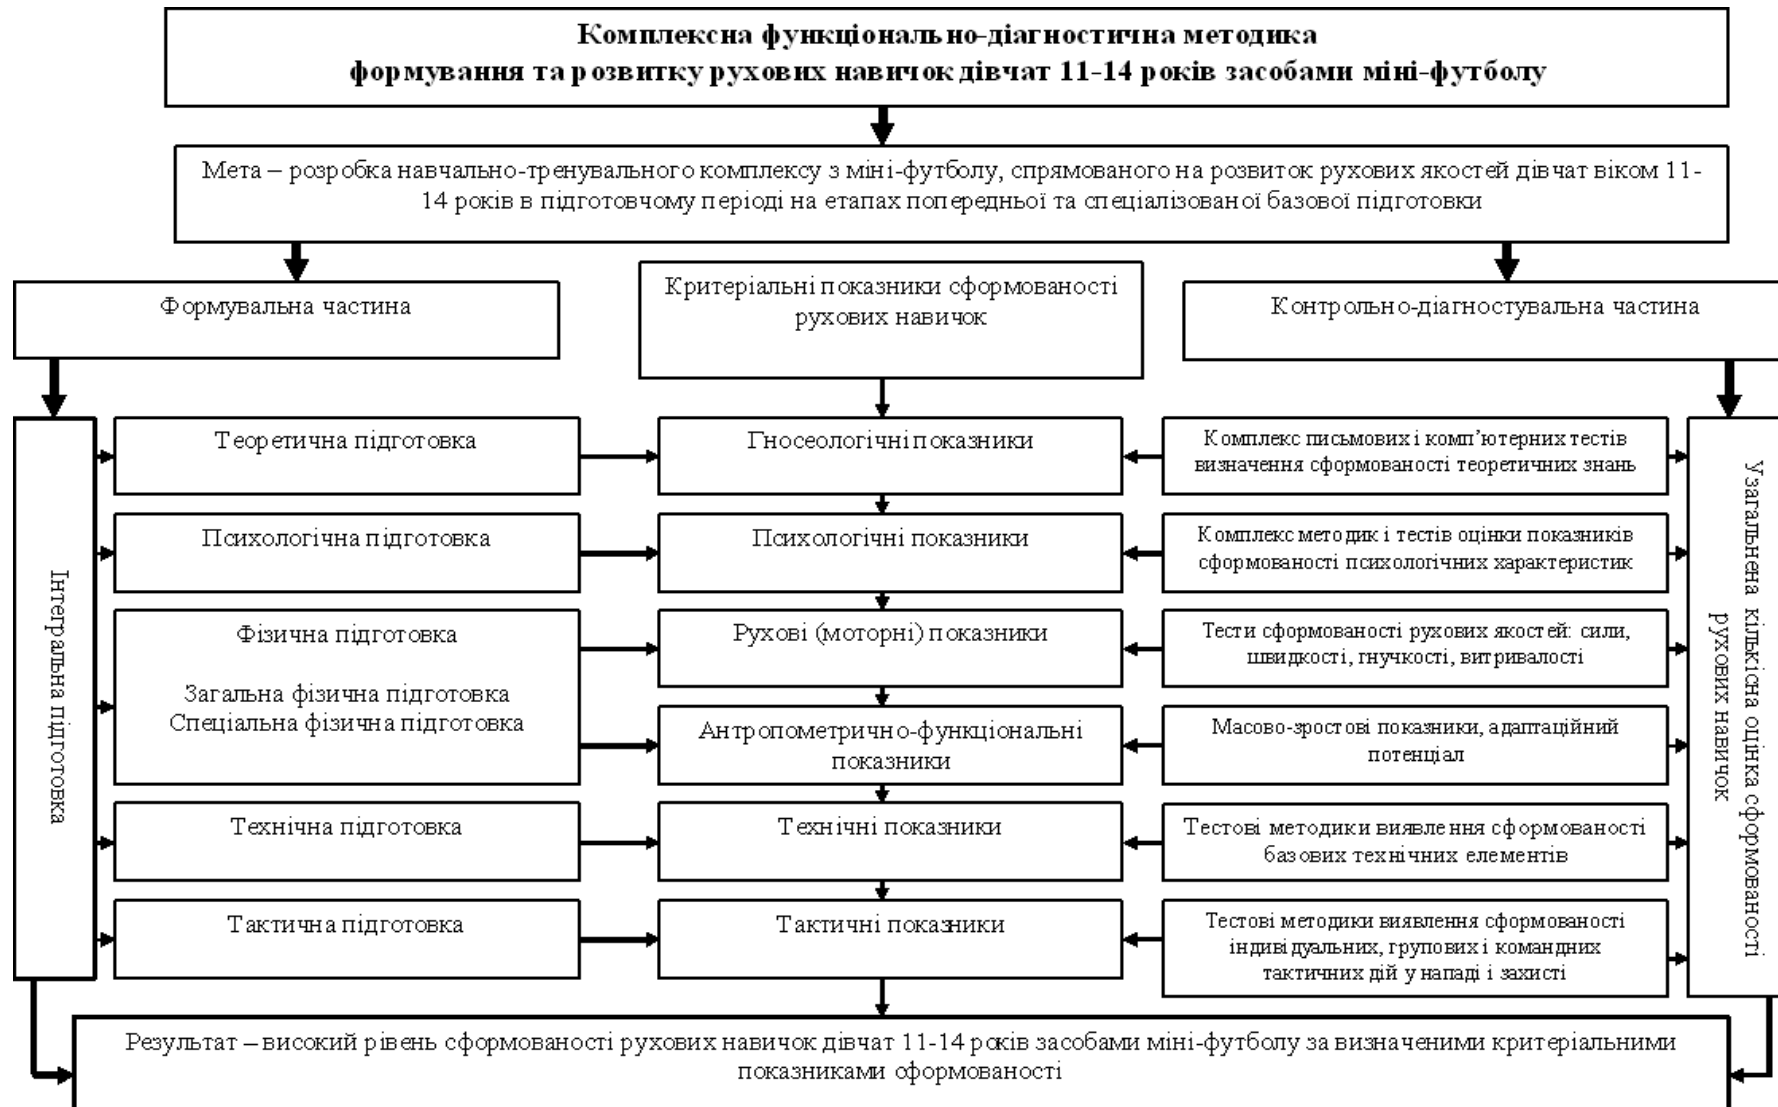 Комплексна функціонально-діагностична методика
формування та розвитку рухових навичок дівчат 11-14 років засобами міні-футболу
Мета – розробка навчально-тренувального комплексу з міні-футболу, спрямованого на розвиток рухових якостей дівчат віком 11-
14 років в підготовчому періоді на етапах попередньої та спеціалізованої базової підготовки
Формувальна частина
Критеріальні показники сформованості
рухових навичок
Контрольно-діагностувальна частина
Інтегральна підготовка
Теоретична підготовка
Гносеологічні показники
Комплекс письмових і комп’ютерних тестів
визначення сформованості теоретичних знань
Психологічна підготовка
Психологічні показники
Комплекс методик і тестів оцінки показників
сформованості психологічних характеристик
Фізична підготовка
Загальна фізична підготовка
Спеціальна фізична підготовка
Рухові (моторні) показники
Тести сформованості рухових якостей: сили,
швидкості, гнучкості, витривалості
Антропометрично-функціональні
показники
Масово-зростові показники, адаптаційний
потенціал
Технічна підготовка
Технічні показники
Тестові методики виявлення сформованості
базових технічних елементів
Тактична підготовка
Тактичні показники
Тестові методики виявлення сформованості
індивідуальних, групових і командних
тактичних дій у нападі і захисті
Узагальнена кількісна оцінка сформованості
рухових навичок
Результат – високий рівень сформованості рухових навичок дівчат 11-14 років засобами міні-футболу за визначеними критеріальними
показниками сформованості